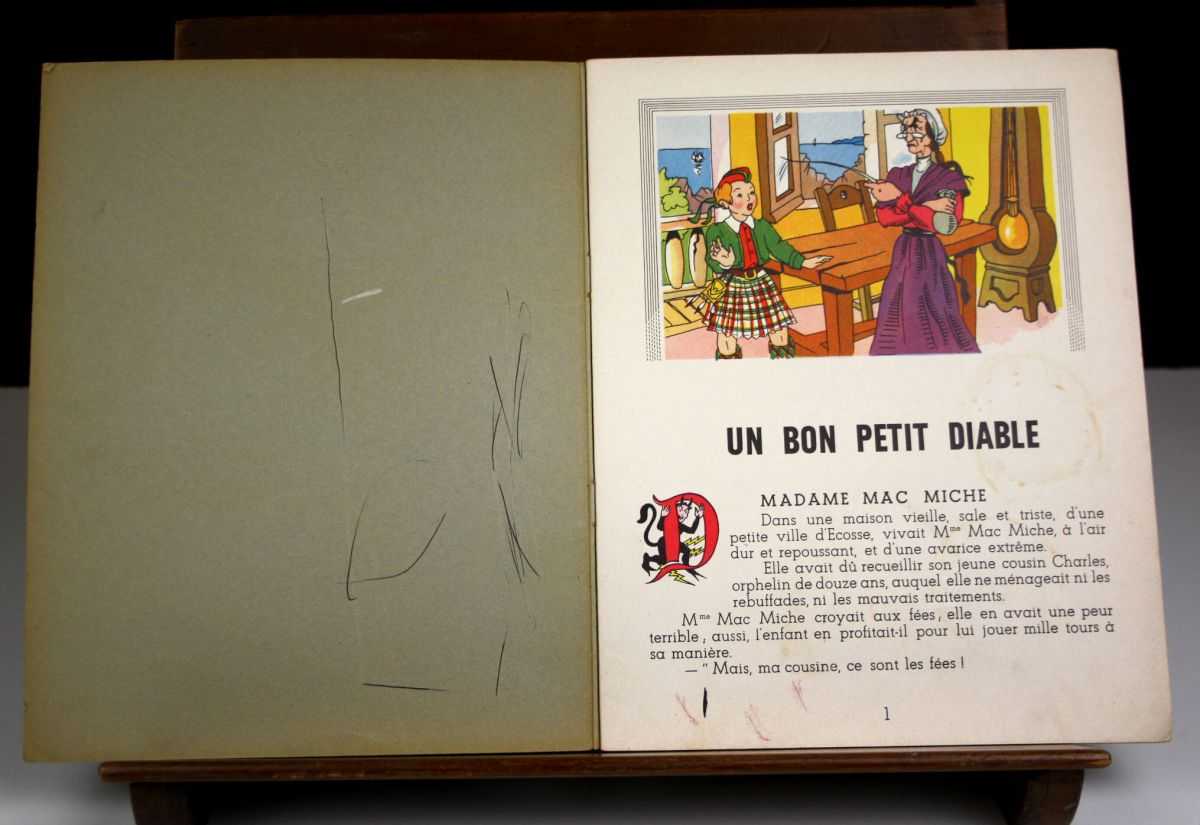 UN BON PETIT DIABLE
MADAME MAC MICHE
Dans une maison vieille, sale et triste, d'une
petite ville d'Ecosse, vivait Mme Mac Miche, à l'air
dur et repoussant, et d'une avarice extrême.
Elle avait dû recueillir son jeune cousin Charles,
orphelin de douze ans, auquel elle ne ménageait ni les
rebuffades, ni les mauvais traitements.
Mme Mac Miche croyait aux fées, elle en avait une peur
terrible, aussi, l'enfant en profitait-il pour lui jouer mille tours à
sa manière.
— " Mais, ma cousine, ce sont les fées !
1